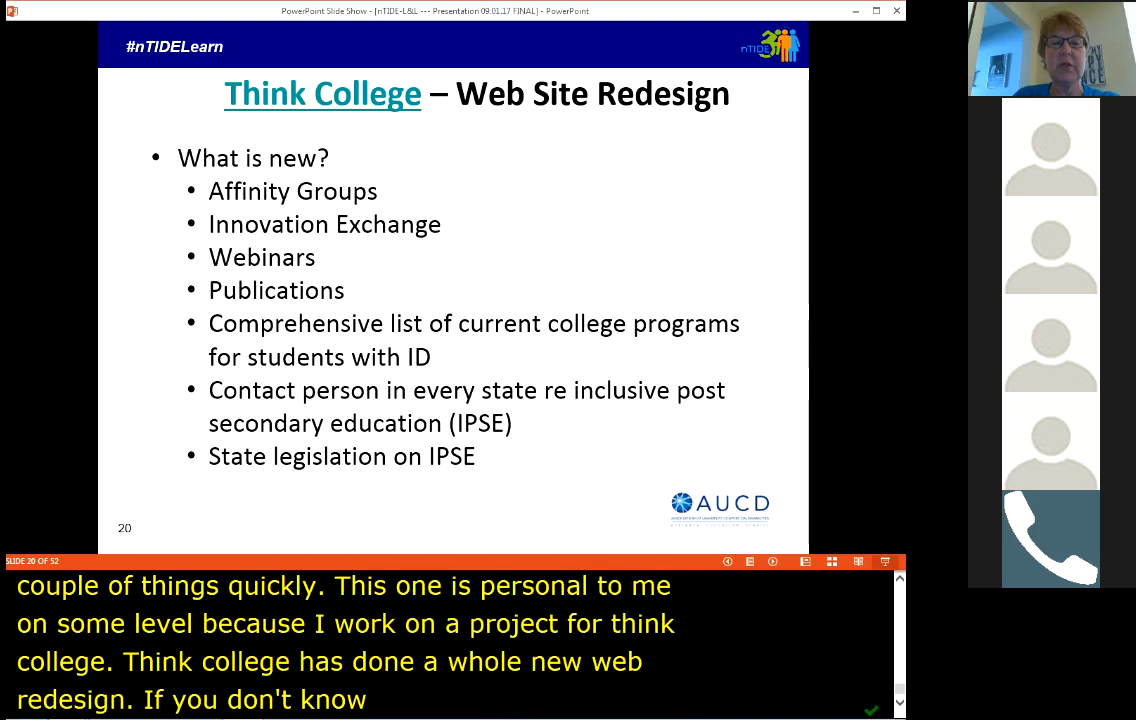 PowerPoint Slide Show - [nTIDE-L&L --- Presentation 09.01.17 FINAL] - PowerPoint
#nTIDELearn
nTIDE
Think College – Web Site Redesign
• What is new?
• Affinity Groups
• Innovation Exchange
• Webinars
• Publications
• Comprehensive list of current college programs
for students with ID
• Contact person in every state re inclusive post
secondary education (IPSE)
• State legislation on IPSE
AUCD
20
SLIDE 20 OF 52
couple of things quickly. This one is personal to me
on some level because I work on a project for think
college. Think college has done a whole new web
redesign. If you don't know